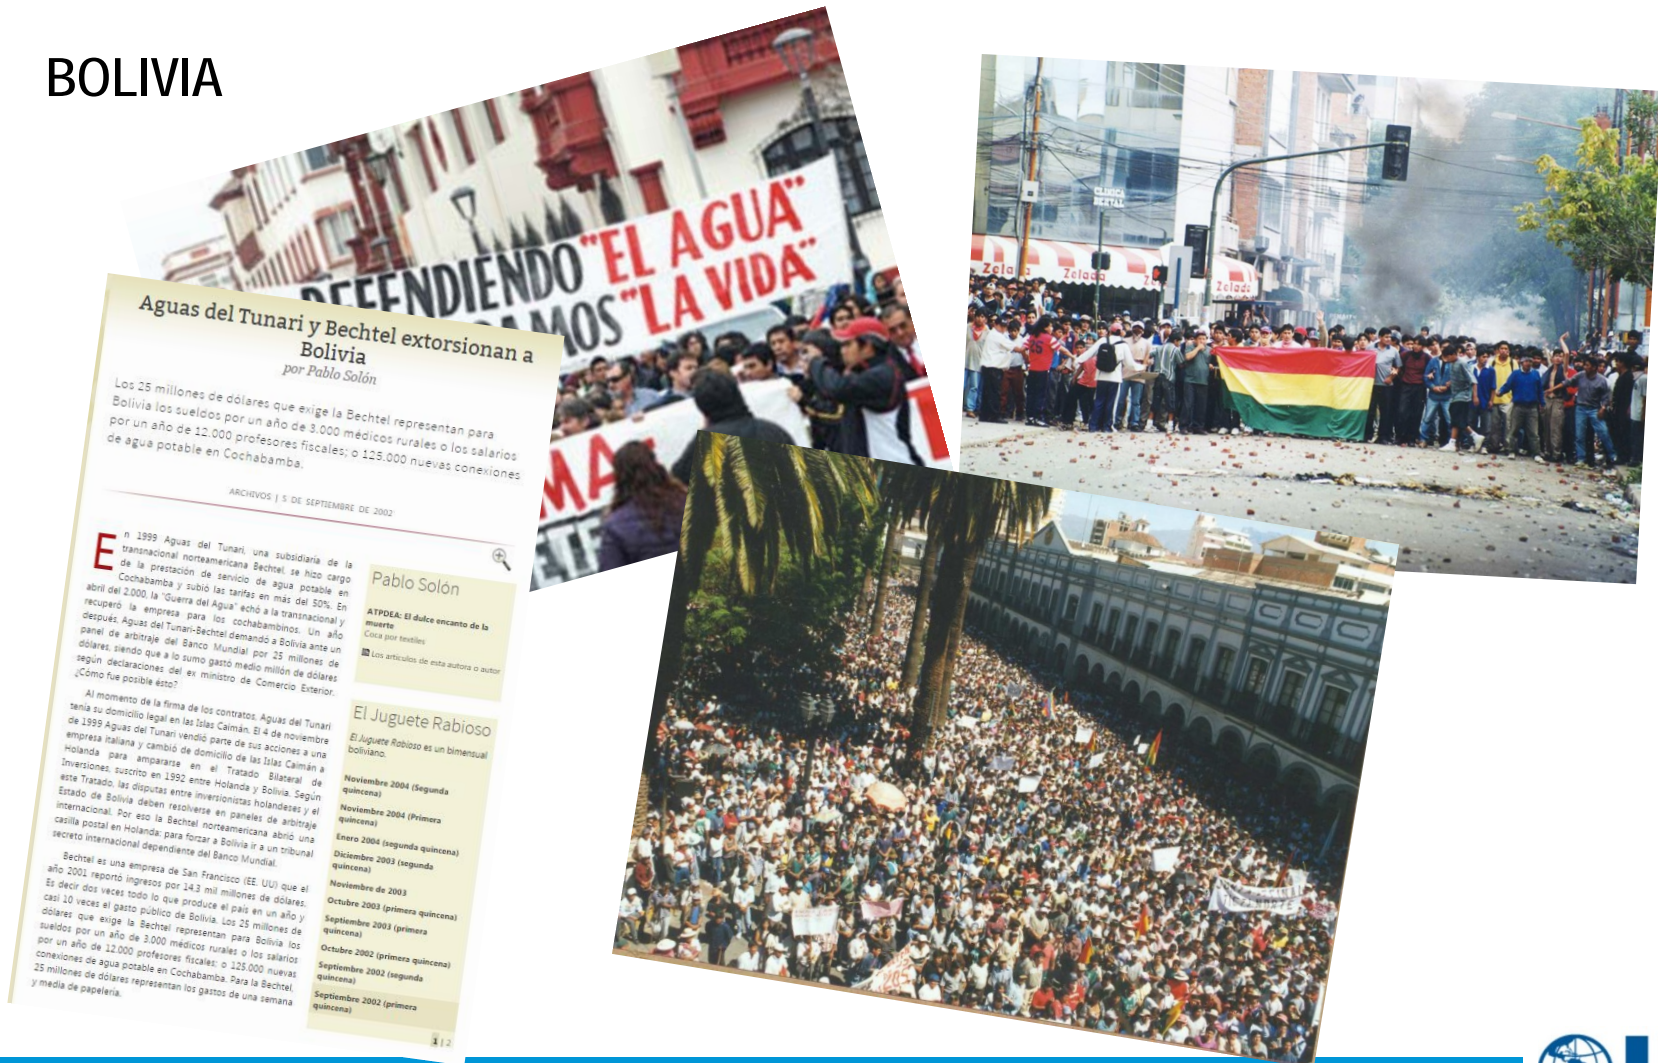 BOLIVIA
DEFENDIENDO "EL AGUA"
"LA VIDA"
CLINICA
DENTAL
Zelada
Zelada
Zelada
Aguas del Tunari y Bechtel extorsionan a
Bolivia
por Pablo Solón
Los 25 millones de dólares que exige la Bechtel representan para
Bolivia los sueldos por un año de 3.000 médicos rurales o los salarios
por un año de 12.000 profesores fiscales; o 125.000 nuevas conexiones
de agua potable en Cochabamba.
ARCHIVOS | 5 DE SEPTIEMBRE DE 2002
En 1999 Aguas del Tunari, una subsidiaria de la
transnacional norteamericana Bechtel, se hizo cargo
de la prestación de servicio de agua potable en
Cochabamba y subió las tarifas en más del 50%. En
abril del 2.000, la "Guerra del Agua" echó a la transnacional y
recuperó la empresa para los cochabambinos. Un año
después, Aguas del Tunari-Bechtel demandó a Bolivia ante un
panel de arbitraje del Banco Mundial por 25 millones de
dólares, siendo que a lo sumo gastó medio millón de dólares
según declaraciones del ex ministro de Comercio Exterior.
¿Cómo fue posible ésto?
Al momento de la firma de los contratos, Aguas del Tunari
tenía su domicilio legal en las Islas Caimán. El 4 de noviembre
de 1999 Aguas del Tunari vendió parte de sus acciones a una
empresa italiana y cambió de domicilio de las Islas Caimán a
Holanda para ampararse en el Tratado Bilateral de
Inversiones, suscrito en 1992 entre Holanda y Bolivia. Según
este Tratado, las disputas entre inversionistas holandeses y el
Estado de Bolivia deben resolverse en paneles de arbitraje
internacional. Por eso la Bechtel norteamericana abrió una
casilla postal en Holanda: para forzar a Bolivia ir a un tribunal
secreto internacional dependiente del Banco Mundial.
Bechtel es una empresa de San Francisco (EE. UU) que el
año 2001 reportó ingresos por 14,3 mil millones de dólares.
Es decir dos veces todo lo que produce el país en un año y
casi 10 veces el gasto público de Bolivia. Los 25 millones de
dólares que exige la Bechtel representan para Bolivia los
sueldos por un año de 3.000 médicos rurales o los salarios
por un año de 12.000 profesores fiscales; o 125.000 nuevas
conexiones de agua potable en Cochabamba. Para la Bechtel,
25 millones de dólares representan los gastos de una semana
y media de papelería.
Pablo Solón
ATPDEA: El dulce encanto de la
muerte
Coca por textiles
Los artículos de esta autora o autor
El Juguete Rabioso
El Juguete Rabioso es un bimensual
boliviano.
Noviembre 2004 (Segunda
quincena)
Noviembre 2004 (Primera
quincena)
Enero 2004 (segunda quincena)
Diciembre 2003 (segunda
quincena)
Noviembre de 2003
Octubre 2003 (primera quincena)
Septiembre 2003 (primera
quincena)
Octubre 2002 (primera quincena)
Septiembre 2002 (segunda
quincena)
Septiembre 2002 (primera
quincena)
1 | 2